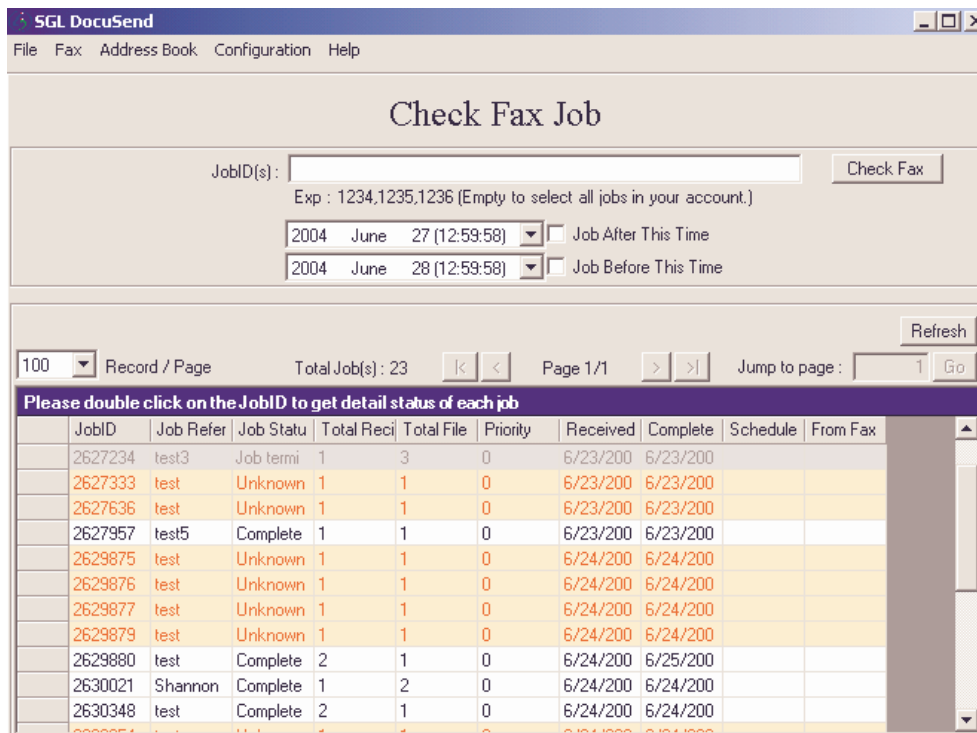 SGL DocuSend
File Fax Address Book Configuration Help
Check Fax Job
JobID(s) : Check Fax
Exp : 1234,1235,1236 (Empty to select all jobs in your account.)
2004 June 27 (12:59:58) Job After This Time
2004 June 28 (12:59:58) Job Before This Time
Refresh
100 Record / Page Total Job(s) : 23 |< < Page 1/1 > >| Jump to page : 1 Go
Please double click on the JobID to get detail status of each job
JobID Job Refer Job Statu Total Reci Total File Priority Received Complete Schedule From Fax
2627234 test3 Job termi 1 3 0 6/23/200 6/23/200
2627333 test Unknown 1 1 0 6/23/200 6/23/200
2627636 test Unknown 1 1 0 6/23/200 6/23/200
2627957 test5 Complete 1 1 0 6/23/200 6/23/200
2629875 test Unknown 1 1 0 6/24/200 6/24/200
2629876 test Unknown 1 1 0 6/24/200 6/24/200
2629877 test Unknown 1 1 0 6/24/200 6/24/200
2629879 test Unknown 1 1 0 6/24/200 6/24/200
2629880 test Complete 2 1 0 6/24/200 6/25/200
2630021 Shannon Complete 1 2 0 6/24/200 6/24/200
2630348 test Complete 2 1 0 6/24/200 6/24/200